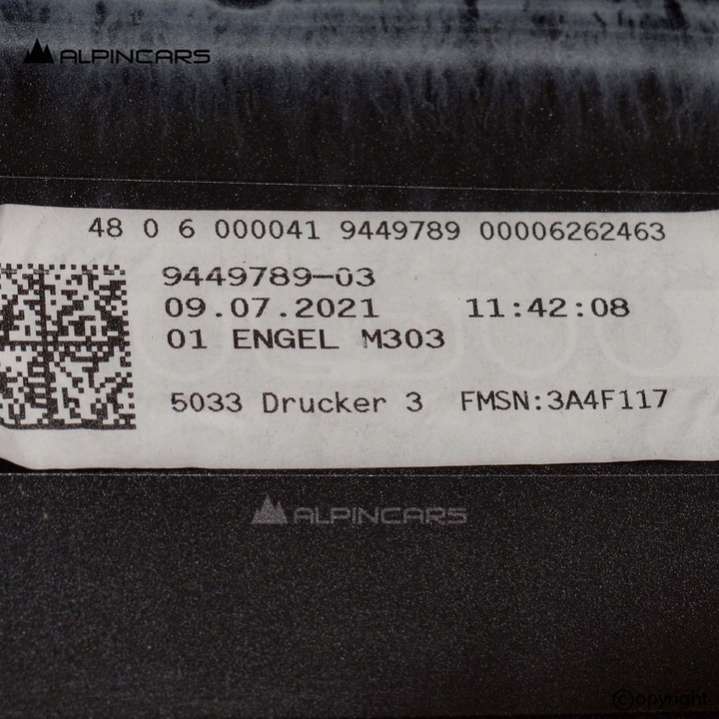 ALPINCARS
48 0 6 000041 9449789 00006262463
9449789-03
09.07.2021 11:42:08
01 ENGEL M303
5033 Drucker 3 FMSN:3A4F117
ALPINCARS
©opyright